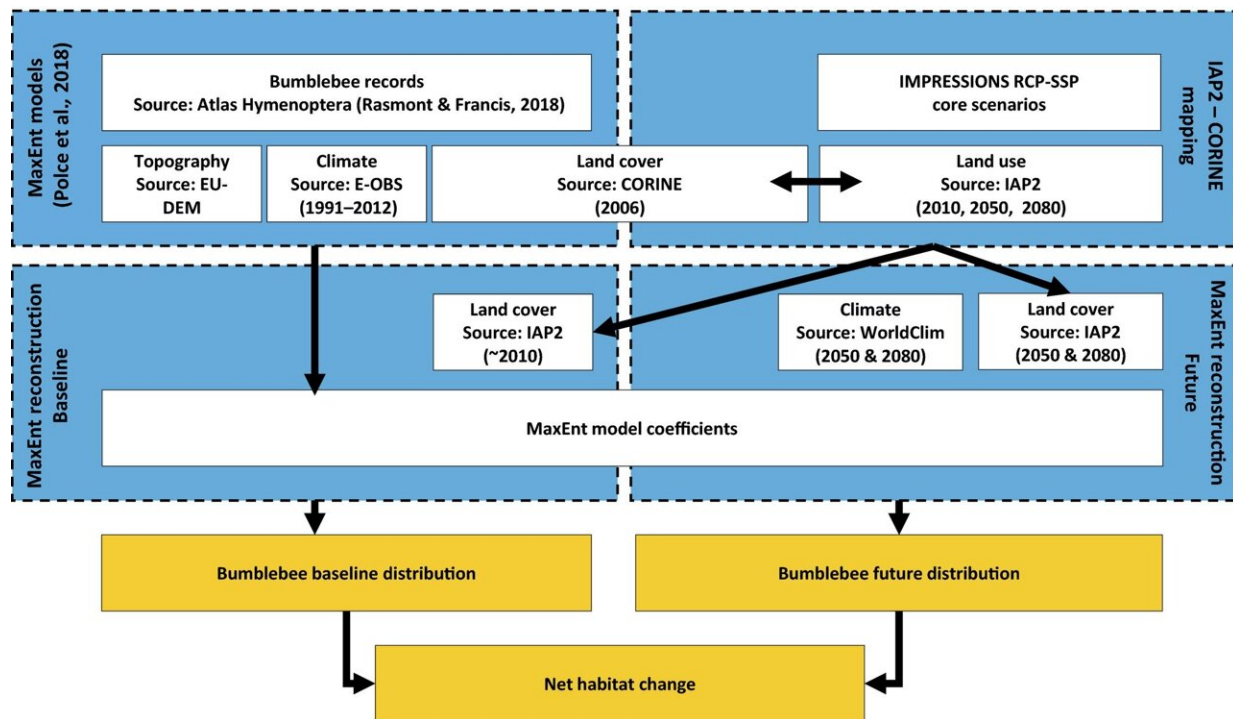 MaxEnt models
(Polce et al., 2018)
Bumblebee records
Source: Atlas Hymenoptera (Rasmont & Francis, 2018)
Topography
Source: EU-
DEM
Climate
Source: E-OBS
(1991–2012)
Land cover
Source: CORINE
(2006)
IMPRESSIONS RCP-SSP
core scenarios
Land use
Source: IAP2
(2010, 2050, 2080)
IAP2 – CORINE
mapping
MaxEnt reconstruction
Baseline
Land cover
Source: IAP2
(~2010)
Climate
Source: WorldClim
(2050 & 2080)
Land cover
Source: IAP2
(2050 & 2080)
MaxEnt reconstruction
Future
MaxEnt model coefficients
Bumblebee baseline distribution
Bumblebee future distribution
Net habitat change